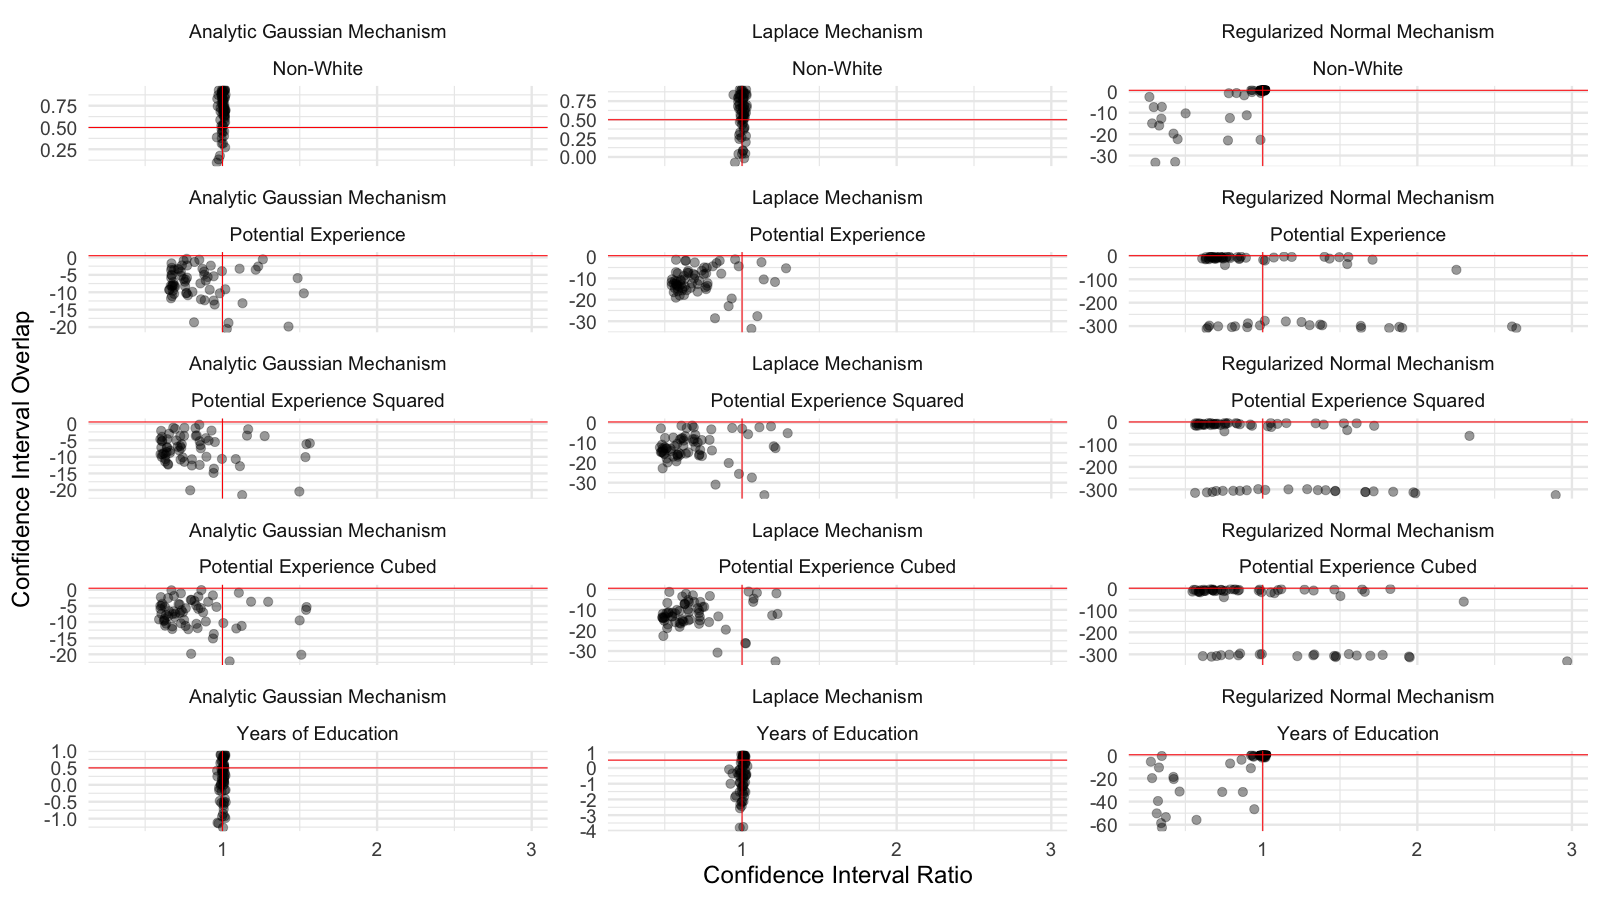 Analytic Gaussian Mechanism
Laplace Mechanism
Regularized Normal Mechanism
Non-White
Non-White
Non-White
0.75
0.50
0.25
0.75
0.50
0.25
0.00
0
-10
-20
-30
Analytic Gaussian Mechanism
Laplace Mechanism
Regularized Normal Mechanism
Potential Experience
Potential Experience
Potential Experience
0
-5
-10
-15
-20
0
-10
-20
-30
0
-100
-200
-300
Analytic Gaussian Mechanism
Laplace Mechanism
Regularized Normal Mechanism
Potential Experience Squared
Potential Experience Squared
Potential Experience Squared
0
-5
-10
-15
-20
0
-10
-20
-30
0
-100
-200
-300
Analytic Gaussian Mechanism
Laplace Mechanism
Regularized Normal Mechanism
Potential Experience Cubed
Potential Experience Cubed
Potential Experience Cubed
0
-5
-10
-15
-20
0
-10
-20
-30
0
-100
-200
-300
Analytic Gaussian Mechanism
Laplace Mechanism
Regularized Normal Mechanism
Years of Education
Years of Education
Years of Education
1.0
0.5
0.0
-0.5
-1.0
1
0
-1
-2
-3
-4
0
-20
-40
-60
1 2 3
1 2 3
1 2 3
Confidence Interval Ratio
Confidence Interval Overlap